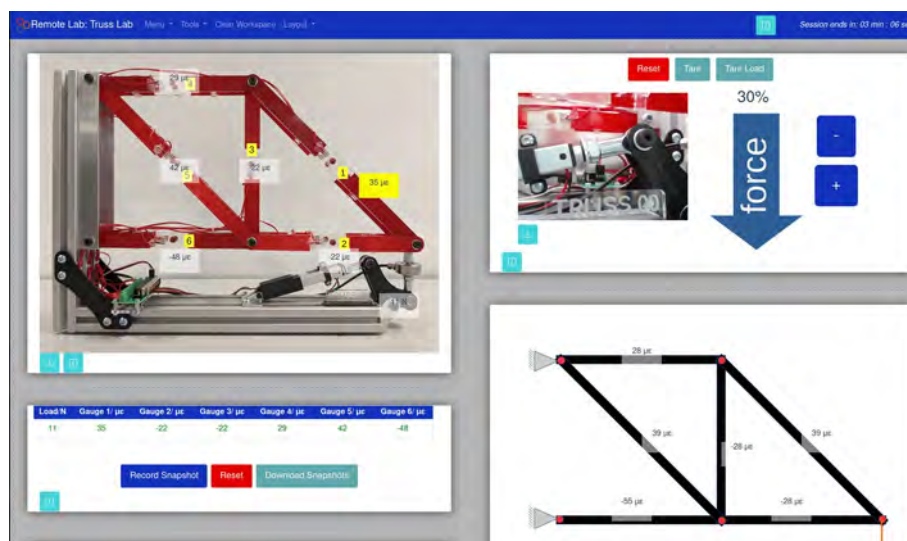 Remote Lab: Truss Lab Menu Tools Clean Workspace Layout Session ends in: 03 min : 06
29 µε
4
3
42 µε
5
1
35 µε
6
2
-48 µε
-22 µε
Reset Tare Tare Load
30%
force
-
+
TRUSS
Load/N Gauge 1/ µε Gauge 2/ µε Gauge 3/ µε Gauge 4/ µε Gauge 5/ µε Gauge 6/ µε
11 35 -22 -22 29 42 -48
Record Snapshot Reset Download Snapshots
28 µε
39 µε
-28 µε
39 µε
-55 µε
-28 µε